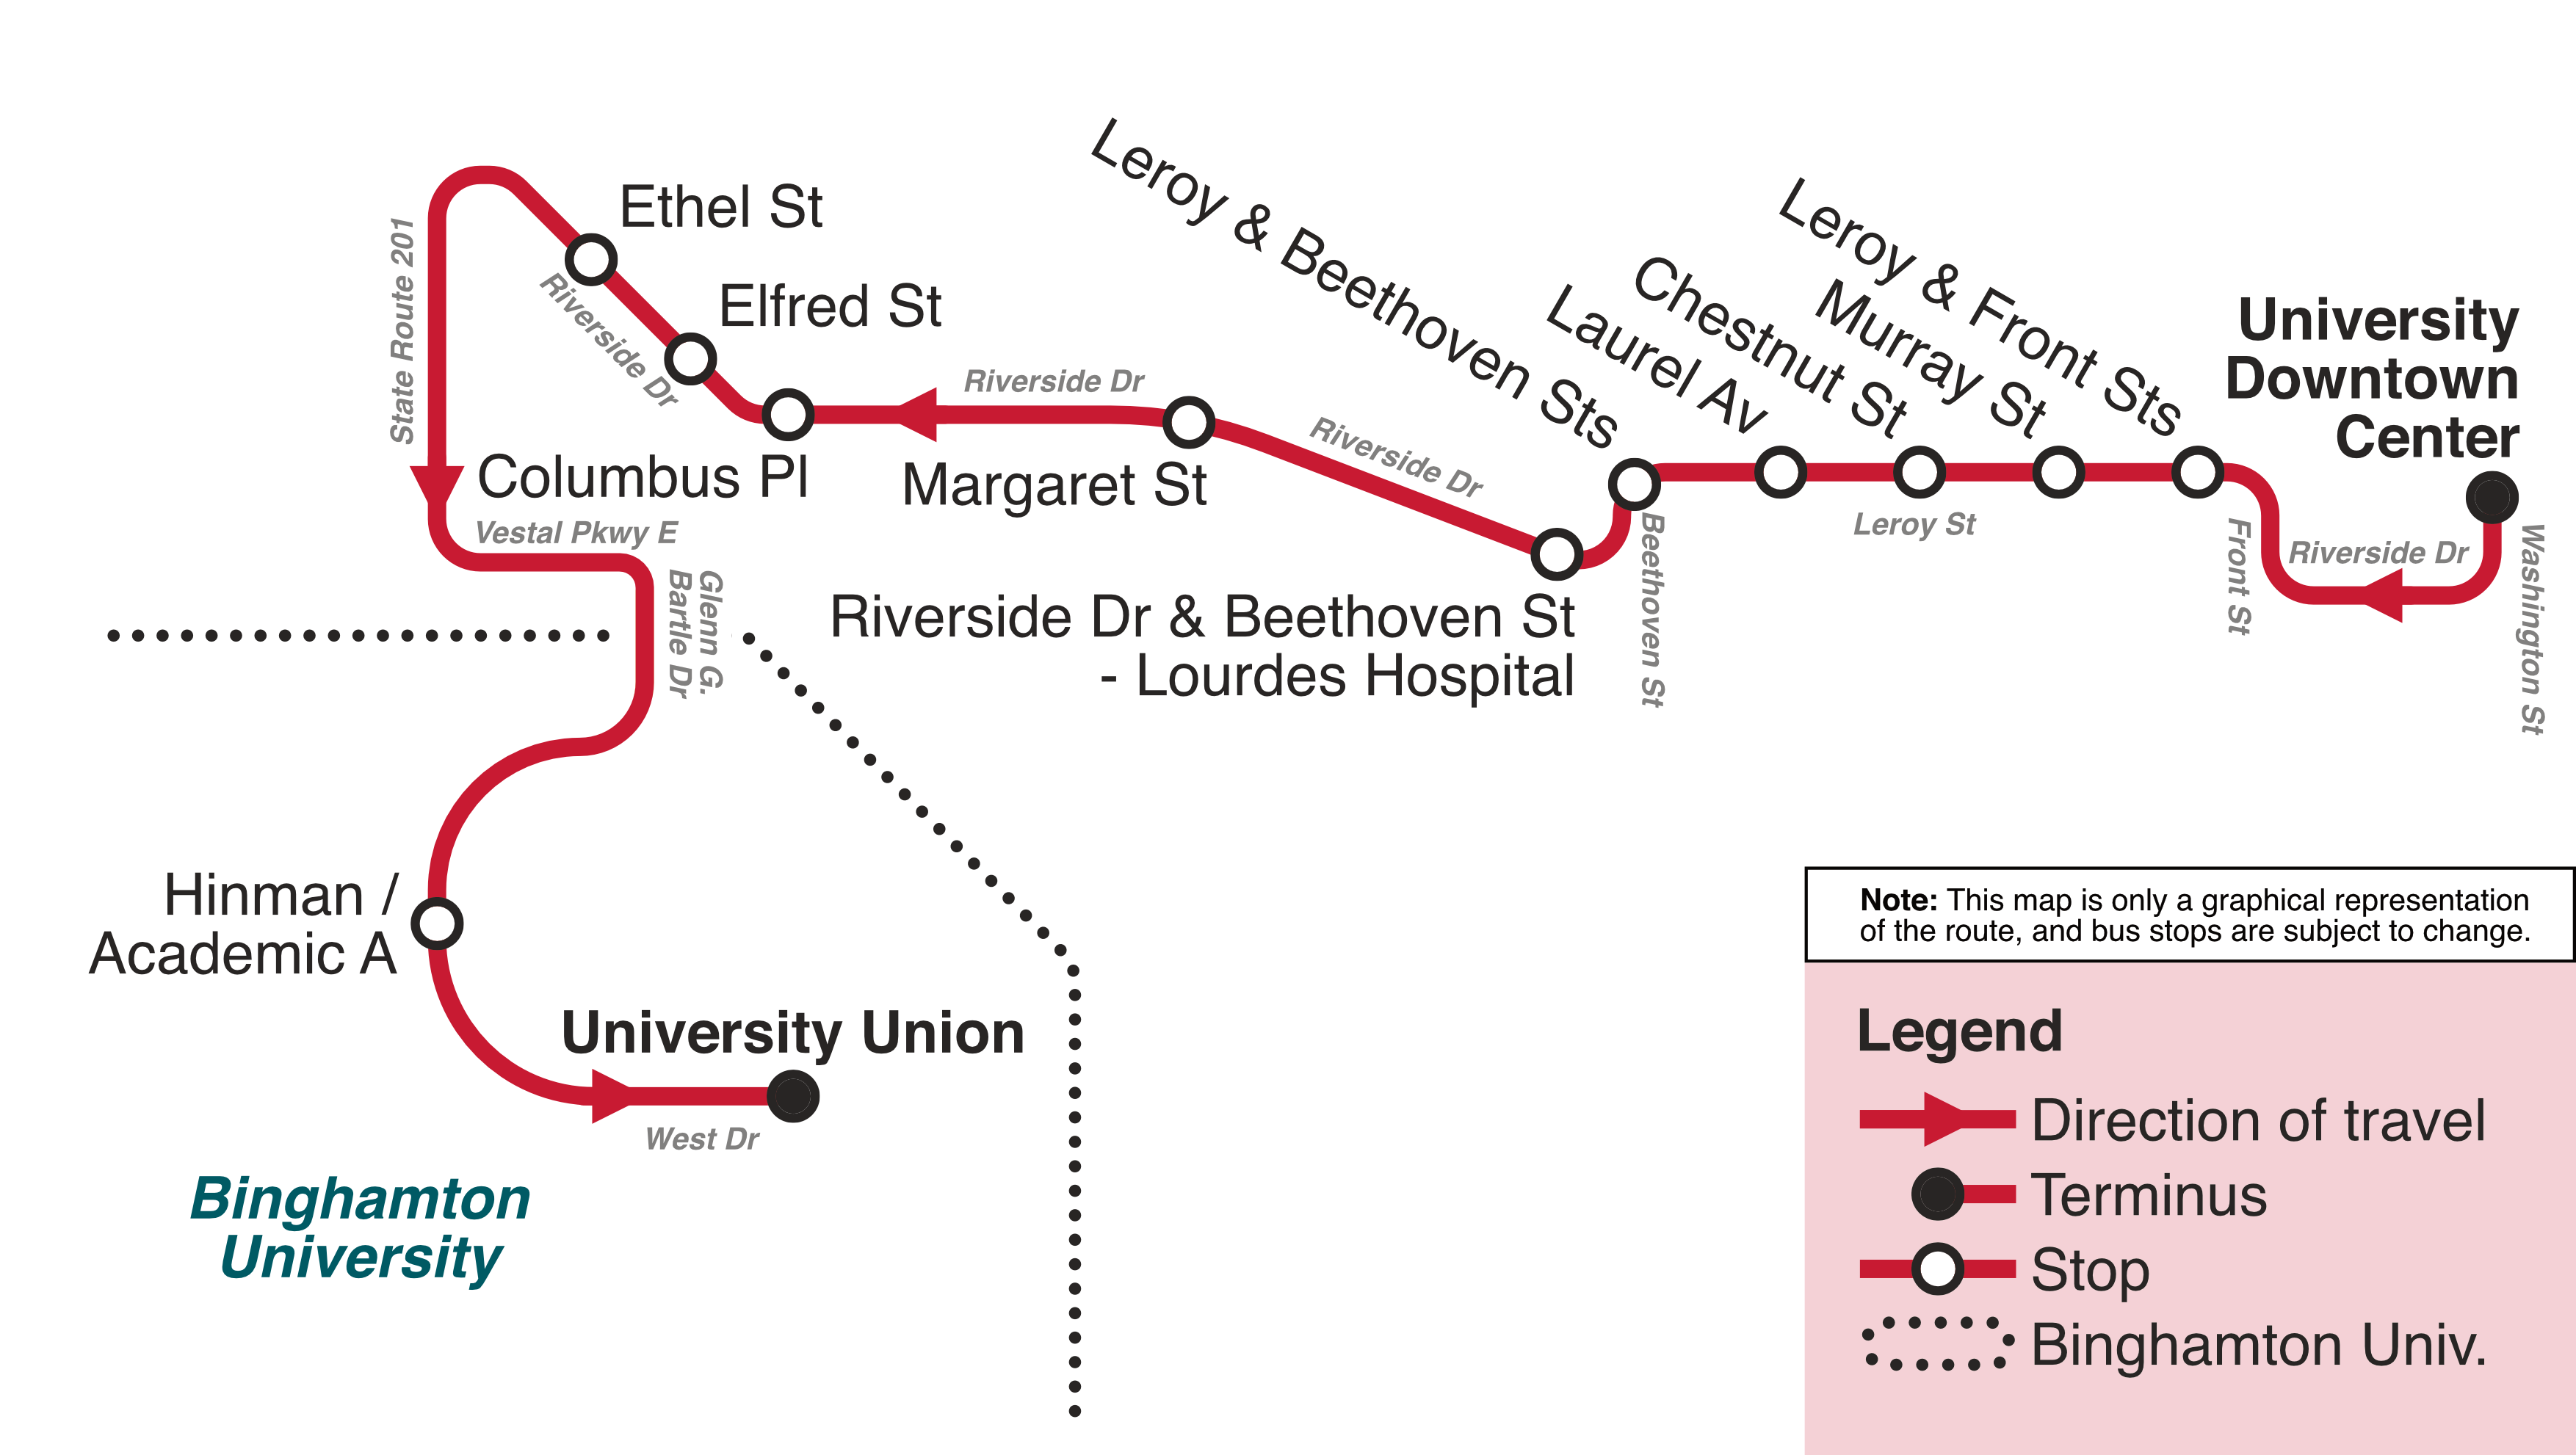 Leroy & Beethoven Sts
Laurel Av
Chestnut St
Murray St
Leroy & Front Sts
University
Downtown
Center
Ethel St
Elfred St
Riverside Dr
State Route 201
Columbus Pl
Riverside Dr
Margaret St
Riverside Dr
Riverside Dr & Beethoven St
- Lourdes Hospital
Beethoven St
Leroy St
Front St
Riverside Dr
Washington St
Vestal Pkwy E
Glenn G.
Bartle Dr
Hinman /
Academic A
University Union
West Dr
Binghamton
University
Note: This map is only a graphical representation
of the route, and bus stops are subject to change.
Legend
Direction of travel
Terminus
Stop
Binghamton Univ.